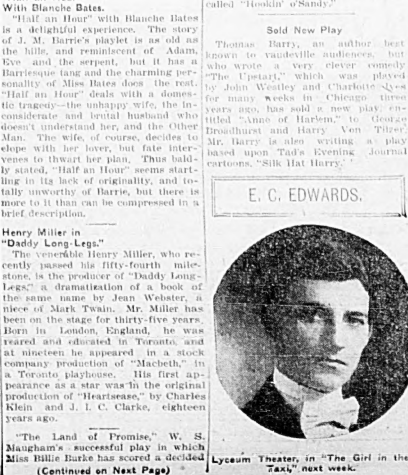 With Blanche Bates.
"Half an Hour" with Blanche Bates
is a delightful experience. The story
of J. M. Barrie's playlet is as old as
the hills, and reminiscent of Adam,
Eve and the serpent, but it has a
Barriesque tang and the charming per-
sonality of Miss Bates does the rest.
"Half an Hour" deals with a domes-
tic tragedy—the unhappy wife, the in-
considerate and brutal husband who
doesn't understand her, and the Other
Man. The wife, of course, decides to
elope with her lover, but fate inter-
venes to thwart her plan. Thus bald-
ly stated, "Half an Hour" seems start-
ling in its lack of originality, and to-
tally unworthy of Barrie, but there is
more to it than can be compressed in a
brief description.
Henry Miller in
"Daddy Long-Legs."
The venerable Henry Miller, who re-
cently passed his fifty-fourth mile-
stone, is the producer of "Daddy Long-
Legs," a dramatization of a book of
the same name by Jean Webster, a
niece of Mark Twain. Mr. Miller has
been on the stage for thirty-five years.
Born in London, England, he was
reared and educated in Toronto, and
at nineteen he appeared in a stock
company production of "Macbeth," in
a Toronto playhouse. His first ap-
pearance as a star was in the original
production of "Heartsease," by Charles
Klein and J. I. C. Clarke, eighteen
years ago.
"The Land of Promise," W. S.
Maugham's successful play in which
Miss Billie Burke has scored a decided
(Continued on Next Page)
called "Hookin' o'Sandy."
Sold New Play
Thomas Barry, an author best
known to vaudeville audiences, but
who wrote a very clever comedy
"The Upstart," which was played
by John Westley and Charlotte Ives
for many weeks in Chicago three
years ago, has sold a new play en-
titled "Anne of Harlem," to George
Broadhurst and Harry Von Tilzer.
Mr. Barry is also writing a play
based upon Tad's Evening Journal
cartoons, "Silk Hat Harry."
E. C. EDWARDS.
Lyceum Theater, in "The Girl in the
Taxi," next week.